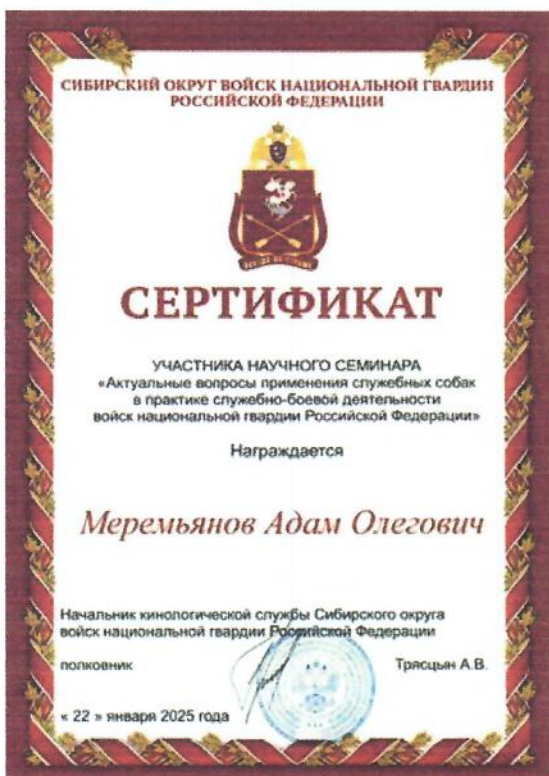 СИБИРСКИЙ ОКРУГ ВОЙСК НАЦИОНАЛЬНОЙ ГВАРДИИ
РОССИЙСКОЙ ФЕДЕРАЦИИ
СЕРТИФИКАТ
УЧАСТНИКА НАУЧНОГО СЕМИНАРА
«Актуальные вопросы применения служебных собак
в практике служебно-боевой деятельности
войск национальной гвардии Российской Федерации»
Награждается
Меремьянов Адам Олегович
Начальник кинологической службы Сибирского округа
войск национальной гвардии Российской Федерации
полковник Трясцын А.В.
« 22 » января 2025 года